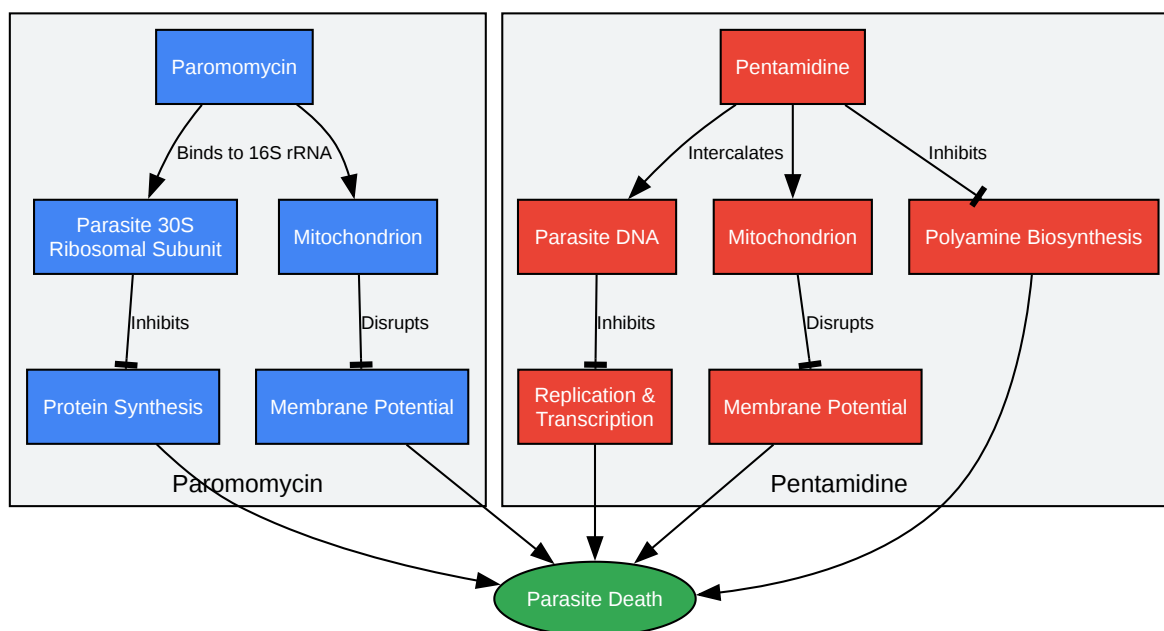 Paromomycin
Pentamidine
Binds to 16S rRNA
Intercalates
Inhibits
Parasite 30S
Ribosomal Subunit
Mitochondrion
Parasite DNA
Mitochondrion
Polyamine Biosynthesis
Inhibits
Disrupts
Inhibits
Disrupts
Protein Synthesis
Membrane Potential
Replication &
Transcription
Membrane Potential
Paromomycin
Pentamidine
Parasite Death